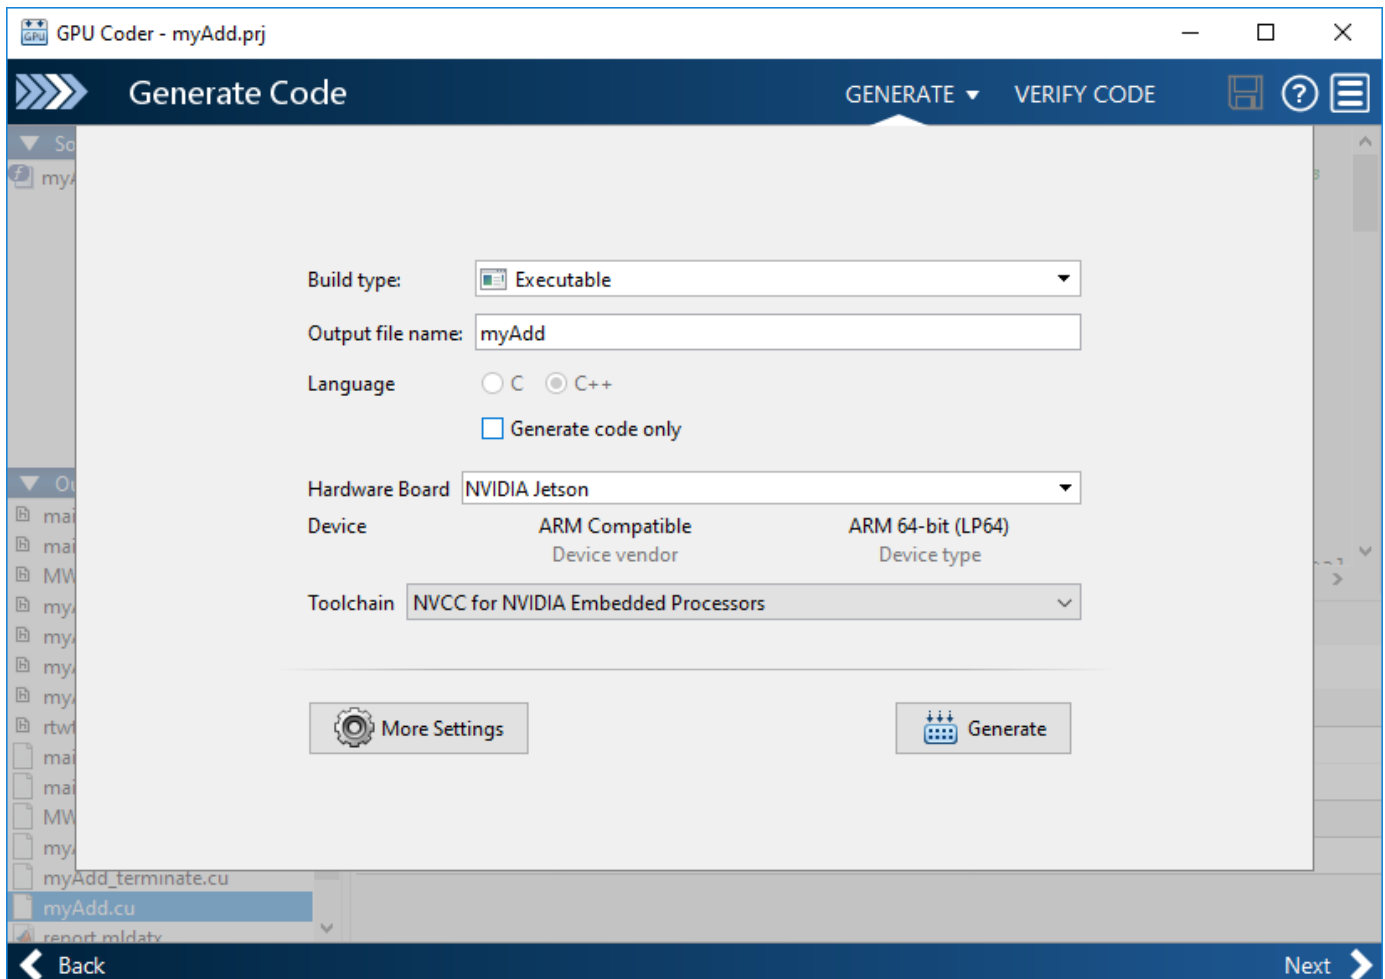 GPU Coder - myAdd.prj
Generate Code
GENERATE
VERIFY CODE
Build type:
Executable
Output file name:
myAdd
Language
C
C++
Generate code only
Hardware Board
NVIDIA Jetson
Device
ARM Compatible
ARM 64-bit (LP64)
Device vendor
Device type
Toolchain
NVCC for NVIDIA Embedded Processors
More Settings
Generate
myAdd_terminate.cu
myAdd.cu
report.mldatx
Back
Next